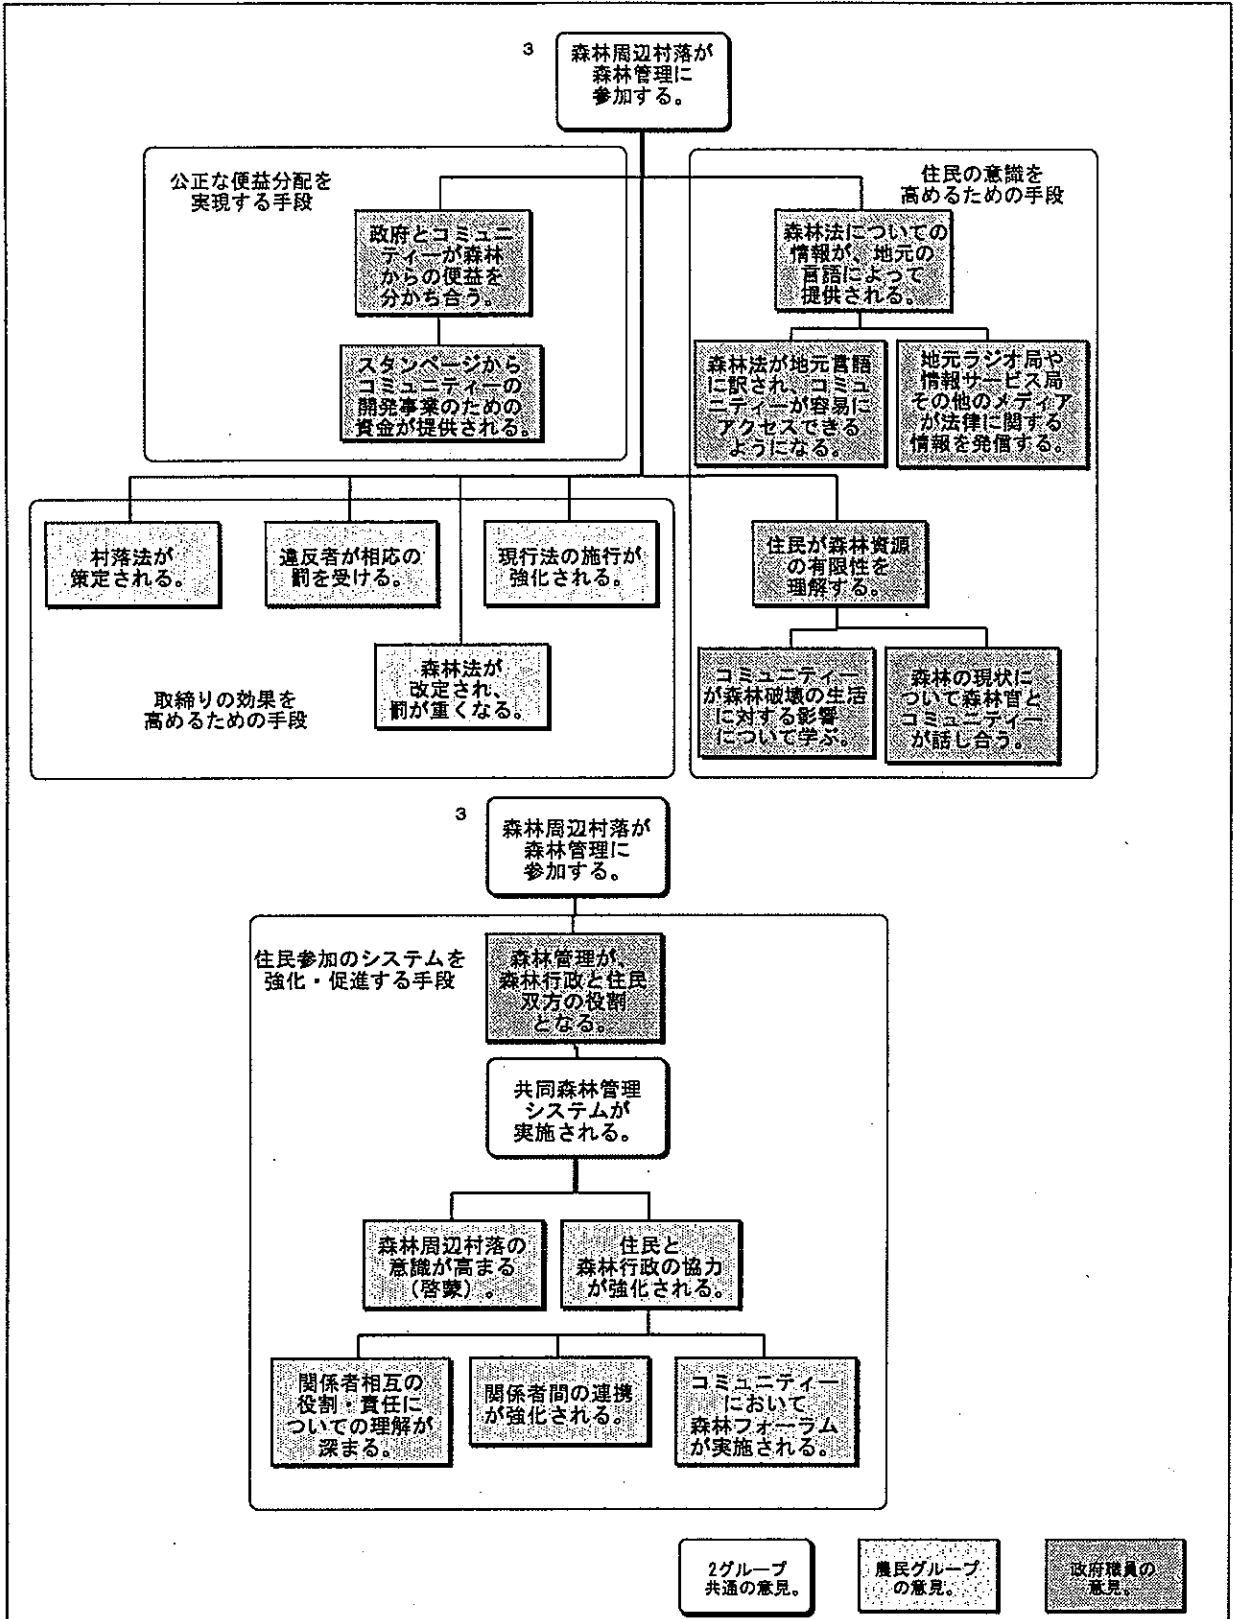 3
森林周辺村落が
森林管理に
参加する。
公正な便益分配を
実現する手段
住民の意識を
高めるための手段
政府とコミュニ
ティーが森林
からの便益を
分かち合う。
森林法についての
情報が、地元の
言語によって
提供される。
スタンページから
コミュニティーの
開発事業のための
資金が提供される。
森林法が地元言語
に訳され、コミュ
ニティーが容易に
アクセスできる
ようになる。
地元ラジオ局や
情報サービス局
その他のメディア
が法律に関する
情報を発信する。
村落法が
策定される。
違反者が相応の
罰を受ける。
現行法の施行が
強化される。
住民が森林資源
の有限性を
理解する。
森林法が
改定され、
罰が重くなる。
取締りの効果を
高めるための手段
コミュニティー
が森林破壊の生活
に対する影響
について学ぶ。
森林の現状に
ついて森林官と
コミュニティー
が話し合う。
3
森林周辺村落が
森林管理に
参加する。
住民参加のシステムを
強化・促進する手段
森林管理が、
森林行政と住民
双方の役割
となる。
共同森林管理
システムが
実施される。
森林周辺村落の
意識が高まる
(啓蒙)。
住民と
森林行政の協力
が強化される。
関係者相互の
役割・責任に
ついての理解が
深まる。
関係者間の連携
が強化される。
コミュニティー
において
森林フォーラム
が実施される。
2グループ
共通の意見。
農民グループ
の意見。
政府職員の
意見。